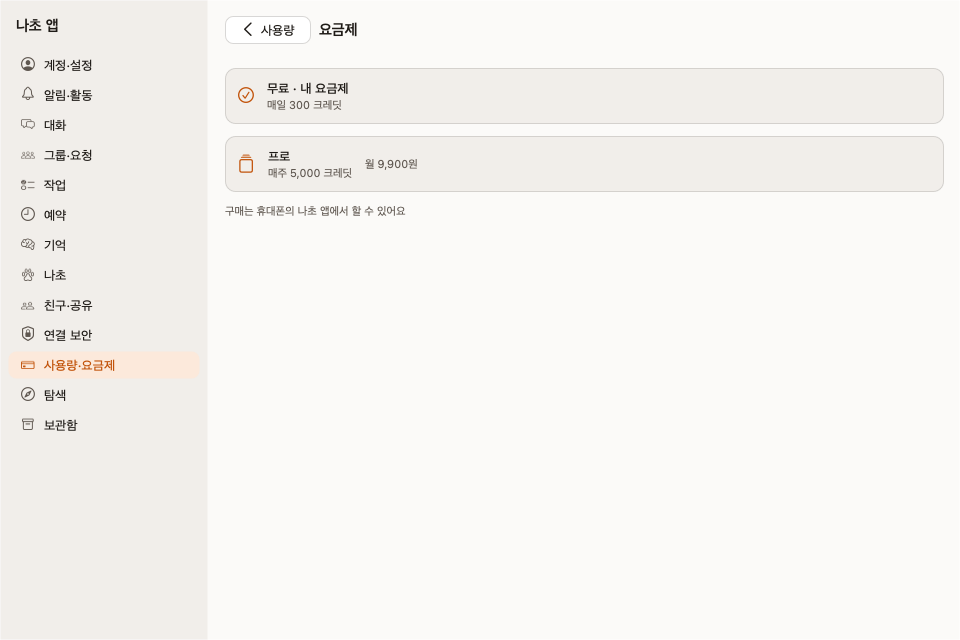 나초 앱
계정·설정
알림·활동
대화
그룹·요청
작업
예약
기억
나초
친구·공유
연결 보안
사용량·요금제
탐색
보관함
사용량 요금제
무료 · 내 요금제
매일 300 크레딧
프로
매주 5,000 크레딧
월 9,900원
구매는 휴대폰의 나초 앱에서 할 수 있어요